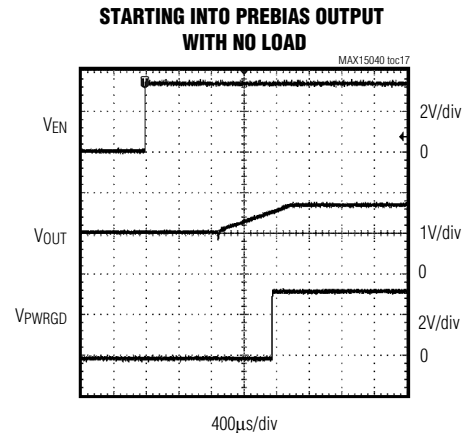 STARTING INTO PREBIAS OUTPUT
WITH NO LOAD
MAX15040 toc17
T
VEN
2V/div
0
VOUT
1V/div
0
VPWRGD
2V/div
0
400µs/div